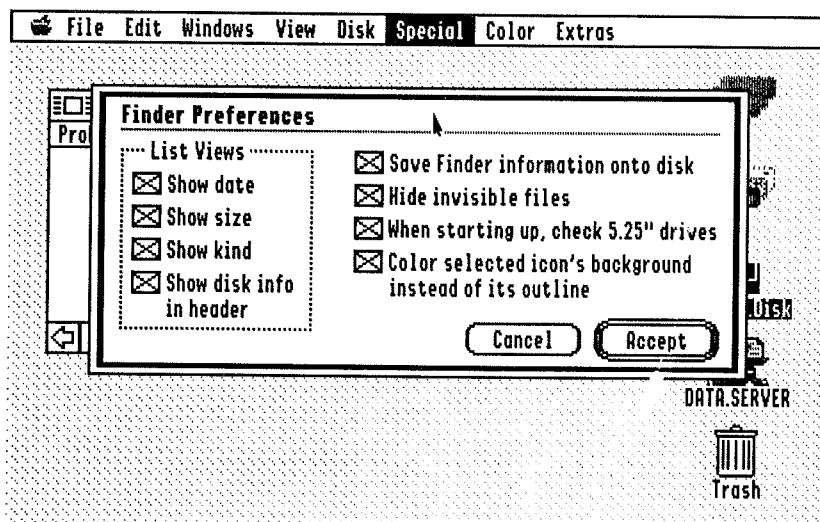 File Edit Windows View Disk Special Color Extras
Finder Preferences
List Views
Show date
Show size
Show kind
Show disk info
in header
Save Finder information onto disk
Hide invisible files
When starting up, check 5.25" drives
Color selected icon's background
instead of its outline
Cancel
Accept
Disk
DATA.SERVER
Trash